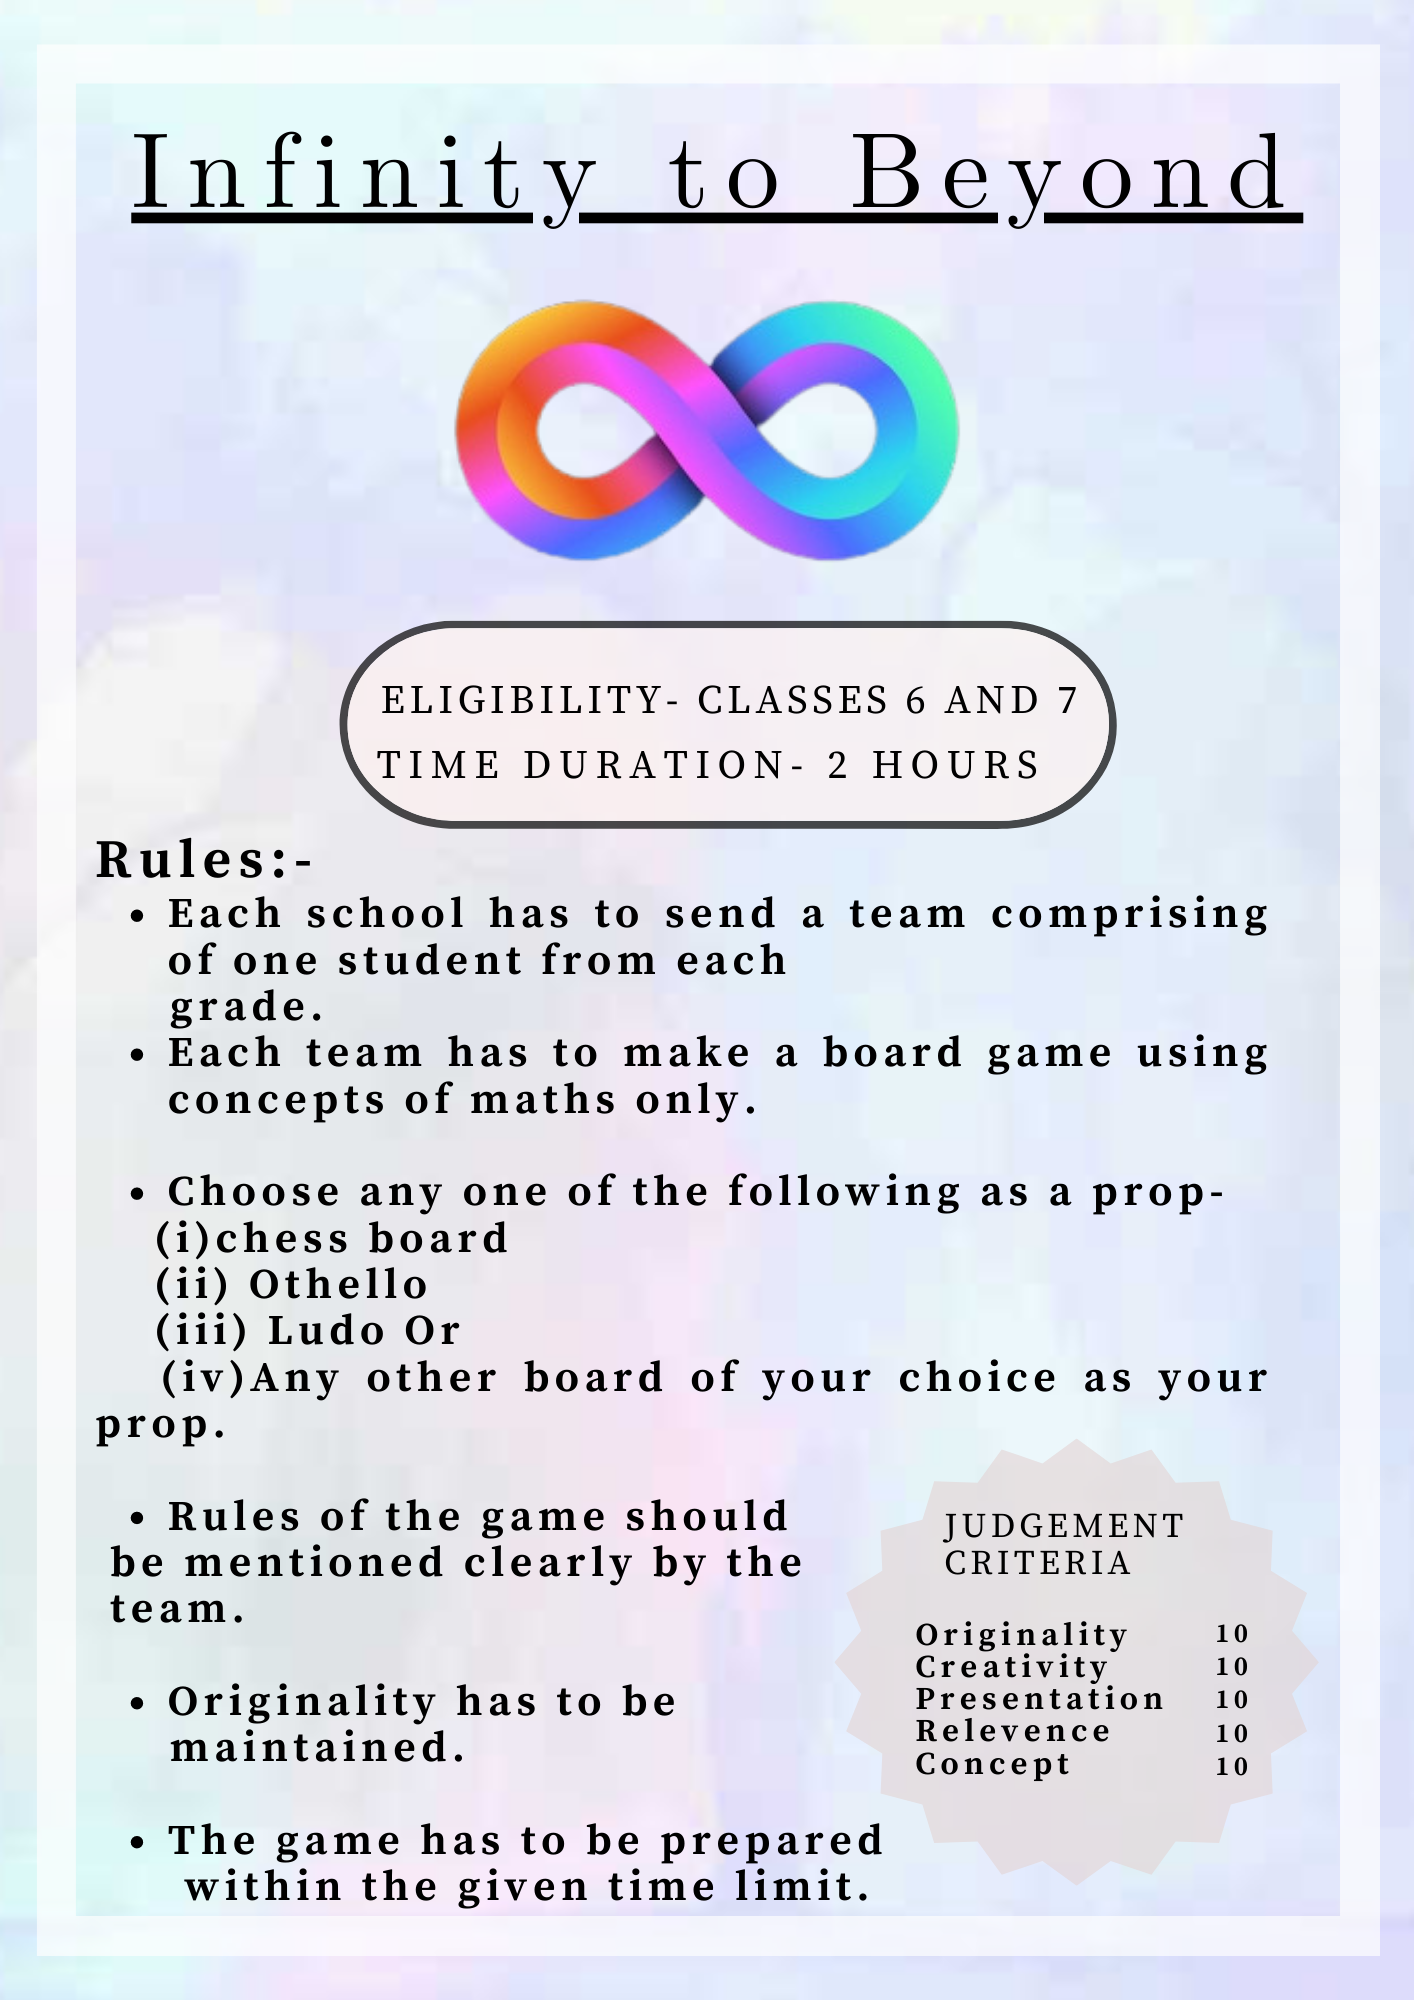 Infinity to Beyond
ELIGIBILITY- CLASSES 6 AND 7
TIME DURATION- 2 HOURS
Rules:-
• Each school has to send a team comprising
of one student from each
grade.
• Each team has to make a board game using
concepts of maths only.
• Choose any one of the following as a prop-
(i)chess board
(ii) Othello
(iii) Ludo Or
(iv)Any other board of your choice as your
prop.
• Rules of the game should
be mentioned clearly by the
team.
• Originality has to be
maintained.
• The game has to be prepared
within the given time limit.
JUDGEMENT
CRITERIA
Originality 10
Creativity 10
Presentation 10
Relevence 10
Concept 10